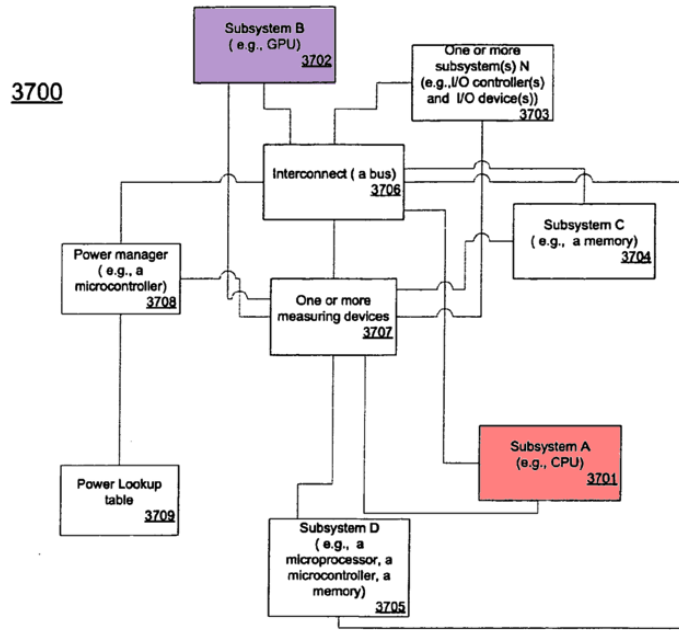 3700
Subsystem B
( e.g., GPU)
3702
One or more
subsystem(s) N
(e.g.,I/O controller(s)
and I/O device(s))
3703
Interconnect ( a bus)
3706
Subsystem C
( e.g., a memory)
3704
Power manager
( e.g., a
microcontroller)
3708
One or more
measuring devices
3707
Subsystem A
(e.g., CPU)
3701
Power Lookup
table
3709
Subsystem D
( e.g., a
microprocessor, a
microcontroller, a
memory)
3705